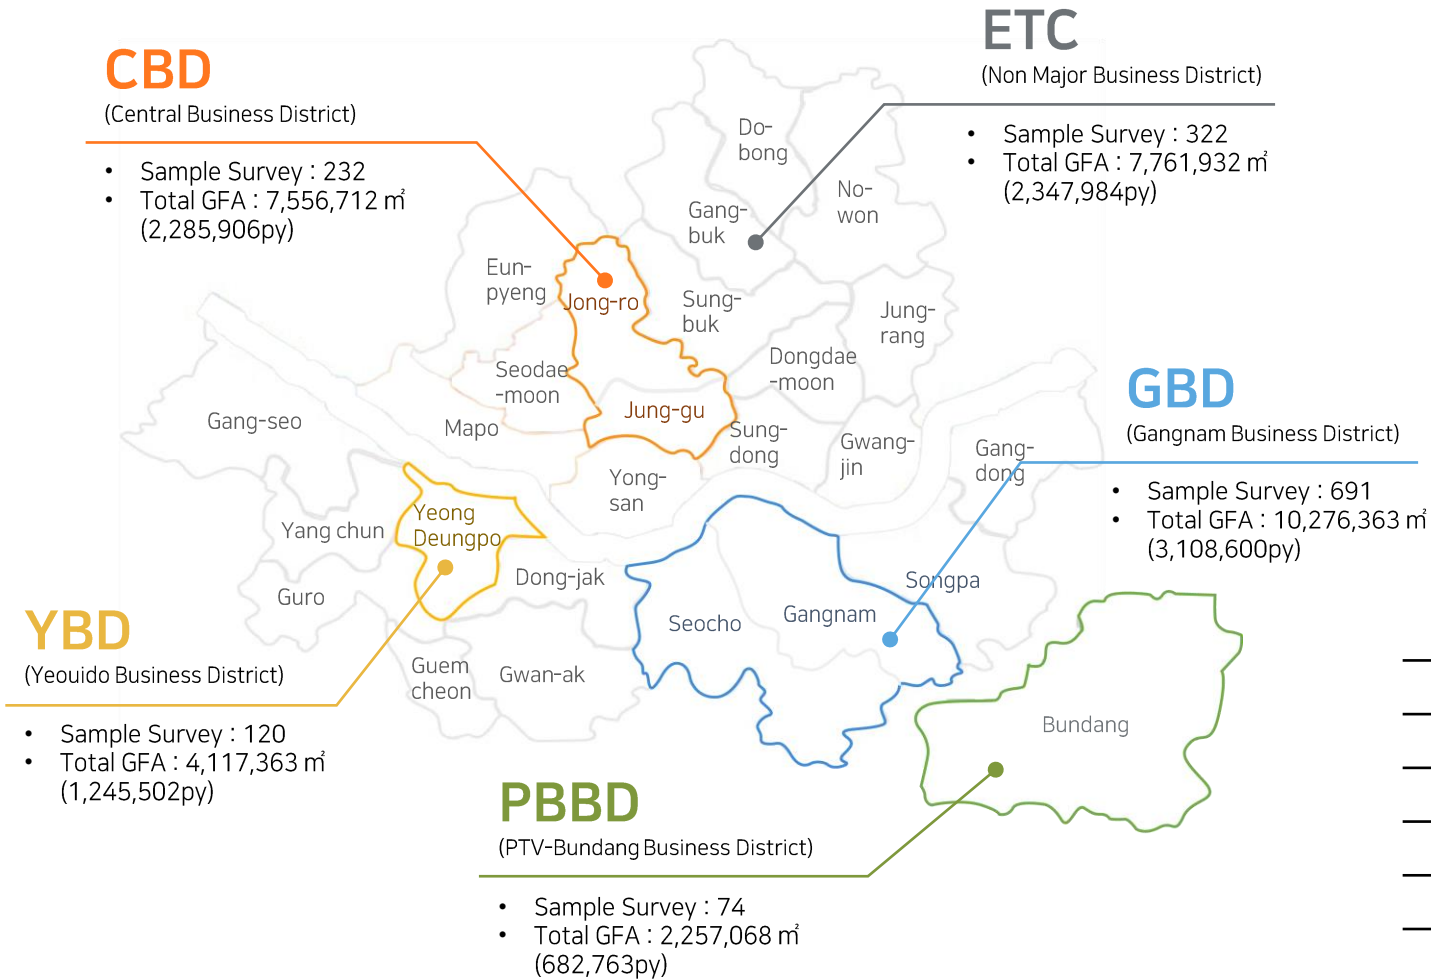 ETC
(Non Major Business District)
• Sample Survey : 322
• Total GFA : 7,761,932 ㎡
(2,347,984py)
CBD
(Central Business District)
• Sample Survey : 232
• Total GFA : 7,556,712 ㎡
(2,285,906py)
Do-
bong
No-
won
Gang-
buk
Eun-
pyeng
Jong-ro
Sung-
buk
Jung-
rang
Dongdae
-moon
Seodae
-moon
Jung-gu
Gang-seo
Mapo
Sung-
dong
Gwang-
jin
Gang-
dong
Yong-
san
GBD
(Gangnam Business District)
• Sample Survey : 691
• Total GFA : 10,276,363 ㎡
(3,108,600py)
Yang chun
Yeong
Deungpo
Dong-jak
Songpa
Guro
Seocho
Gangnam
YBD
(Yeouido Business District)
• Sample Survey : 120
• Total GFA : 4,117,363 ㎡
(1,245,502py)
Guem
cheon
Gwan-ak
Bundang
PBBD
(PTV-Bundang Business District)
• Sample Survey : 74
• Total GFA : 2,257,068 ㎡
(682,763py)